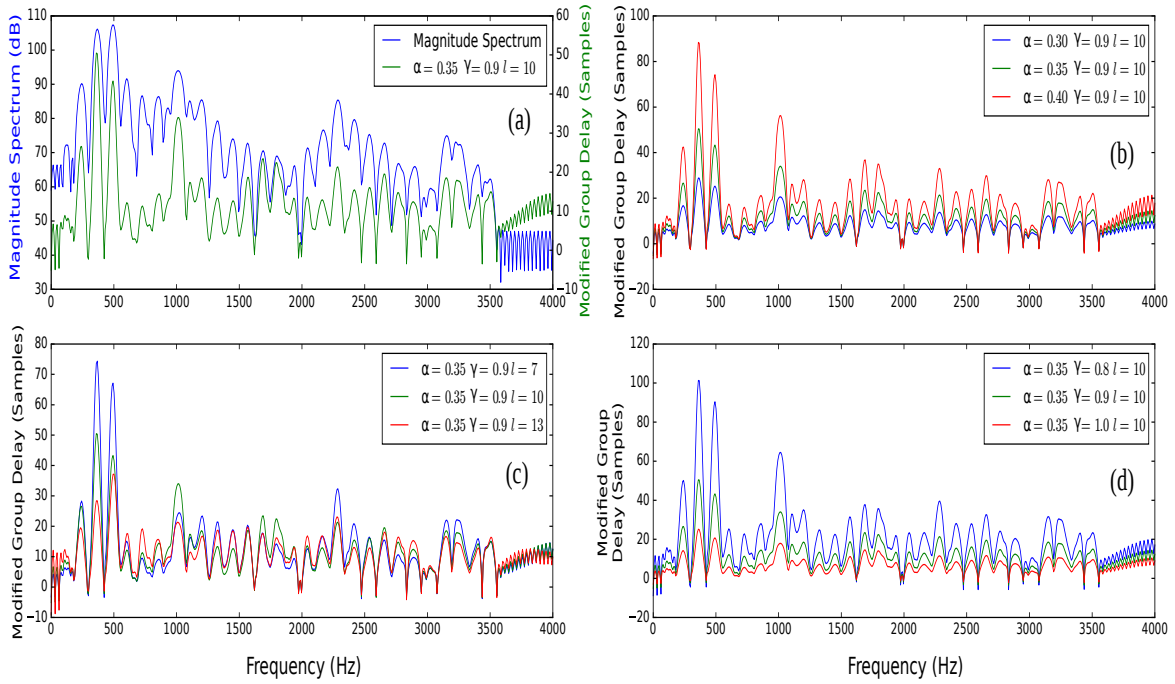 Magnitude Spectrum (dB)
110
100
90
80
70
60
50
40
30
0 500 1000 1500 2000 2500 3000 3500 4000
Magnitude Spectrum
α = 0.35 γ = 0.9 l = 10
(a)
60
50
40
30
20
10
0
−10
Modified Group Delay (Samples)
Modified Group Delay (Samples)
100
80
60
40
20
0
−20
0 500 1000 1500 2000 2500 3000 3500 4000
α = 0.30 γ = 0.9 l = 10
α = 0.35 γ = 0.9 l = 10
α = 0.40 γ = 0.9 l = 10
(b)
Modified Group Delay (Samples)
80
70
60
50
40
30
20
10
0
−10
0 500 1000 1500 2000 2500 3000 3500 4000
α = 0.35 γ = 0.9 l = 7
α = 0.35 γ = 0.9 l = 10
α = 0.35 γ = 0.9 l = 13
(c)
Frequency (Hz)
Modified Group
Delay (Samples)
120
100
80
60
40
20
0
−20
0 500 1000 1500 2000 2500 3000 3500 4000
α = 0.35 γ = 0.8 l = 10
α = 0.35 γ = 0.9 l = 10
α = 0.35 γ = 1.0 l = 10
(d)
Frequency (Hz)